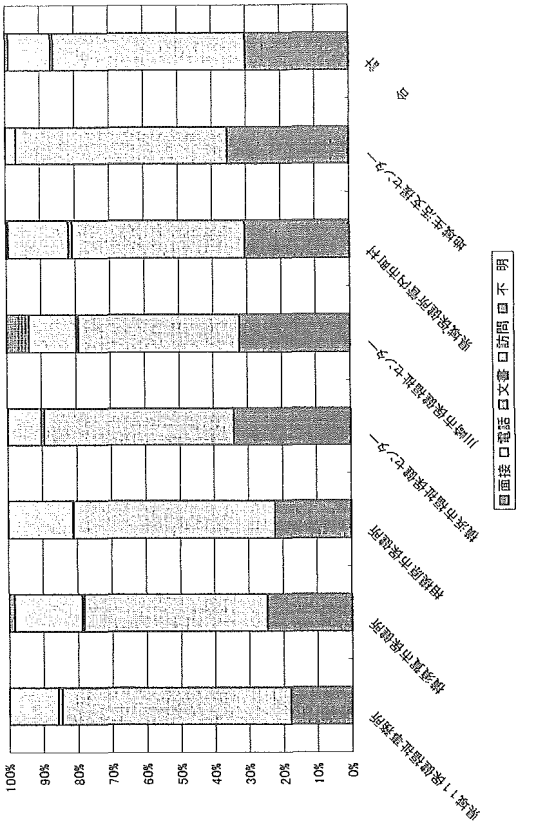 100%
90%
80%
70%
60%
50%
40%
30%
20%
10%
0%
県域11保健福祉事務所
横須賀市保健所
相模原市保健所
横浜市福祉保健センター
川崎市保健福祉センター
県域保健所管内市町村
地域生活支援センター
合 計
面接 電話 文書 訪問 不明